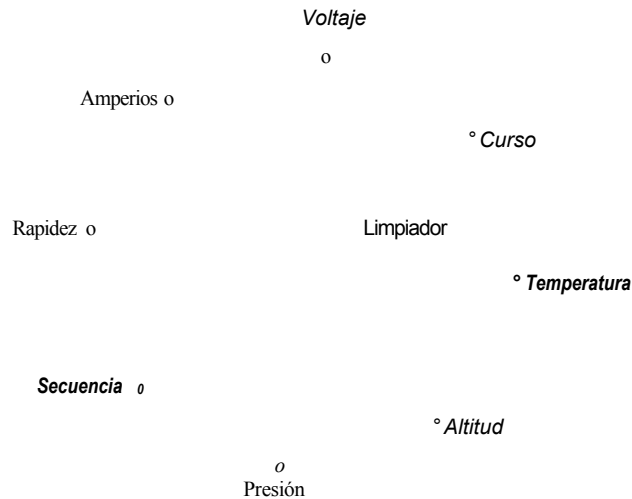 Voltaje
o
Amperios o
° Curso
Rapidez o
Limpiador
° Temperatura
Secuencia 0
° Altitud
o
Presión